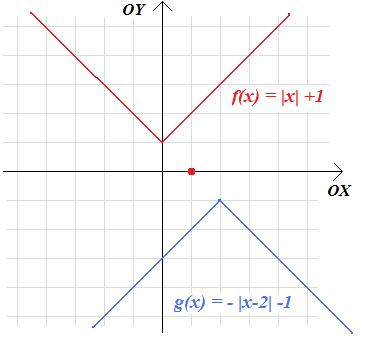 OY
f(x) = |x| +1
OX
g(x) = - |x-2| -1